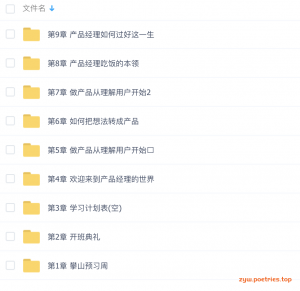 文件名
第9章 产品经理如何过好这一生
第8章 产品经理吃饭的本领
第7章 做产品从理解用户开始2
第6章 如何把想法转成产品
第5章 做产品从理解用户开始口
第4章 欢迎来到产品经理的世界
第3章 学习计划表(空)
第2章 开班典礼
第1章 攀山预习周
zyw.poetries.top